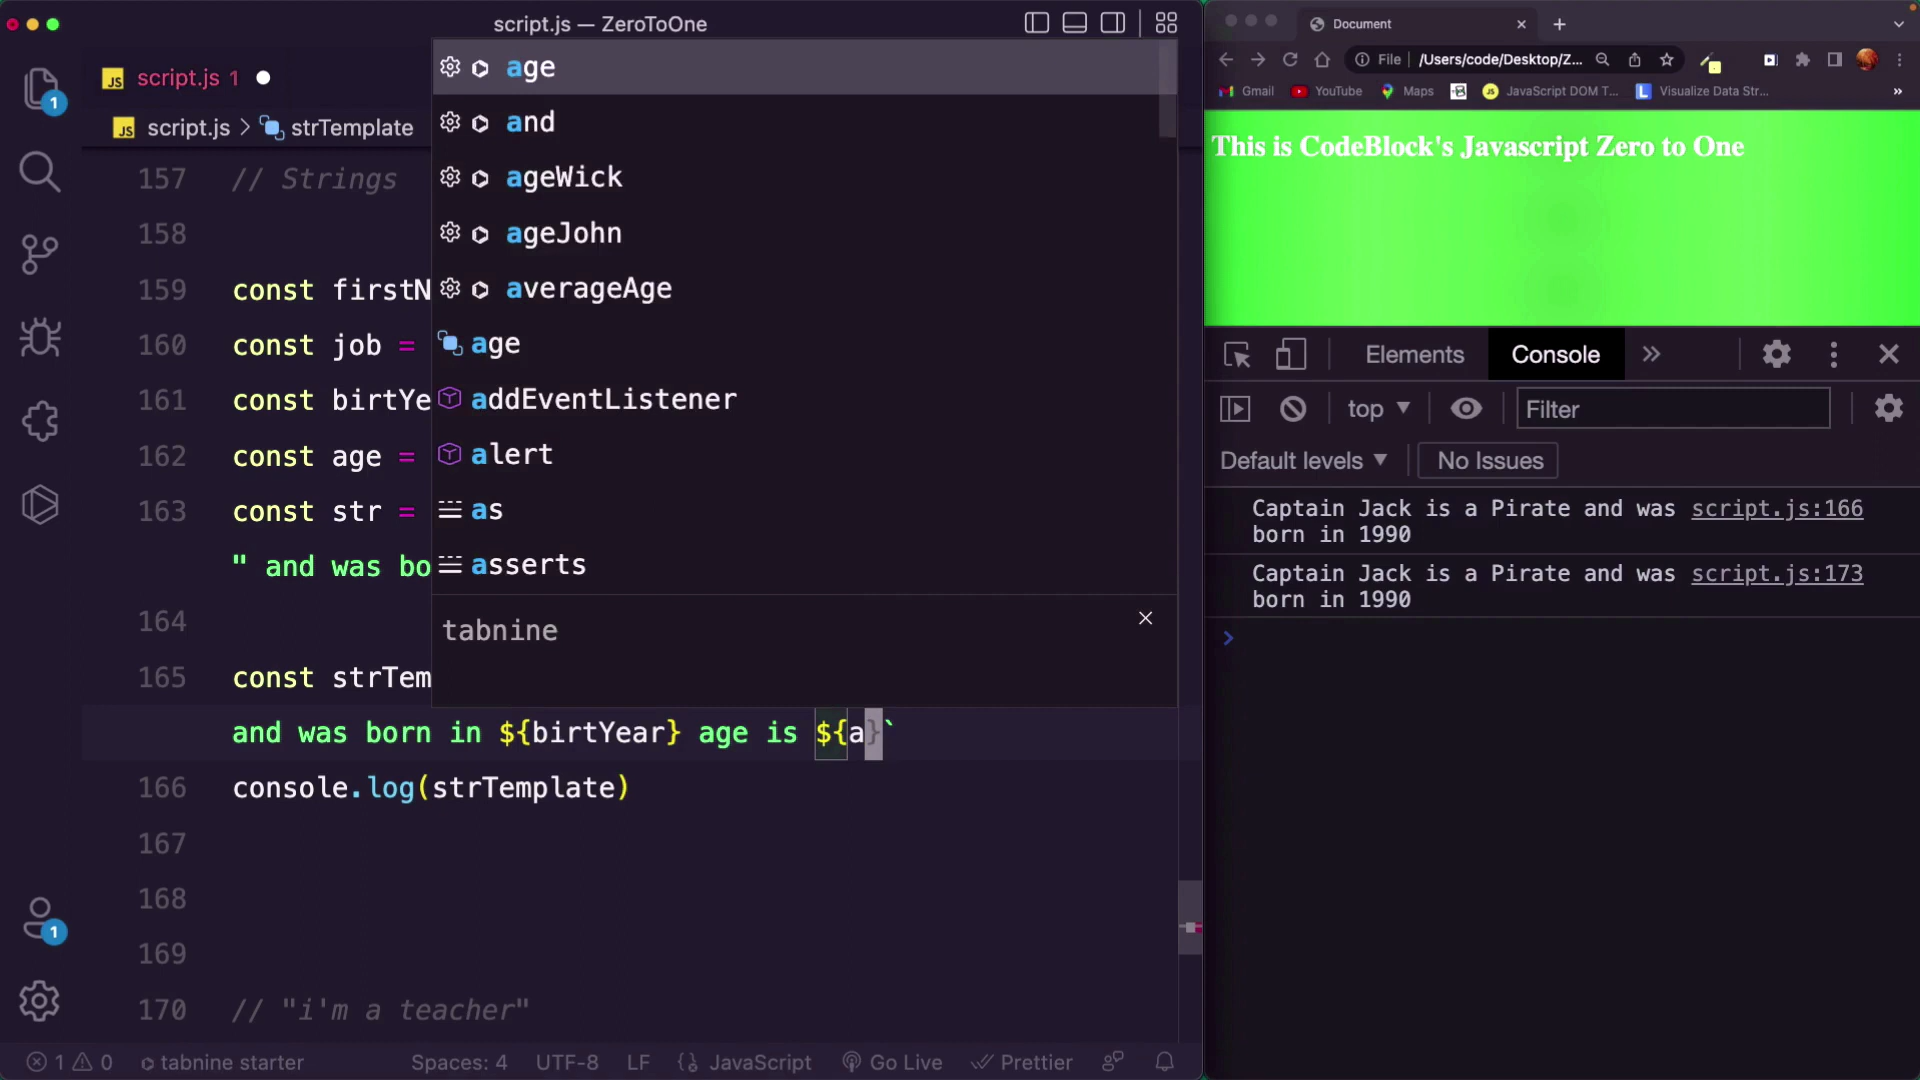 script.js — ZeroToOne
script.js 1
script.js > strTemplate
157 // Strings
158
159 const firstN
160 const job =
161 const birtYe
162 const age =
163 const str =
" and was bo
164
165 const strTem
and was born in ${birtYear} age is ${a}`
166 console.log(strTemplate)
167
168
169
170 // "i'm a teacher"
age
and
ageWick
ageJohn
averageAge
age
addEventListener
alert
as
asserts
tabnine
1
1
1 0 tabnine starter Spaces: 4 UTF-8 LF {} JavaScript Go Live Prettier
Document
File /Users/code/Desktop/Z...
Gmail YouTube Maps JavaScript DOM T... Visualize Data Str... »
This is CodeBlock's Javascript Zero to One
Elements Console »
top Filter
Default levels No Issues
Captain Jack is a Pirate and was script.js:166
born in 1990
Captain Jack is a Pirate and was script.js:173
born in 1990
>